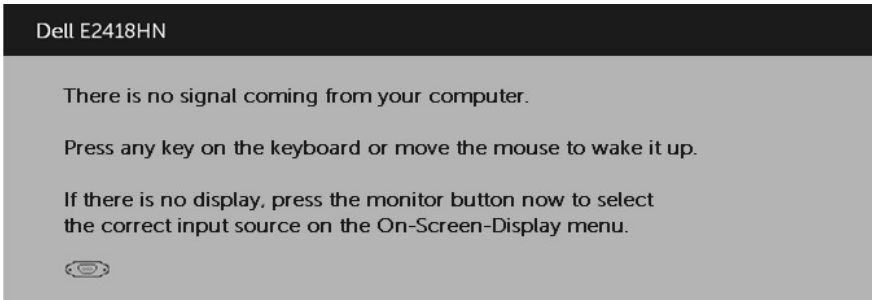 Dell E2418HN
There is no signal coming from your computer.
Press any key on the keyboard or move the mouse to wake it up.
If there is no display, press the monitor button now to select
the correct input source on the On-Screen-Display menu.